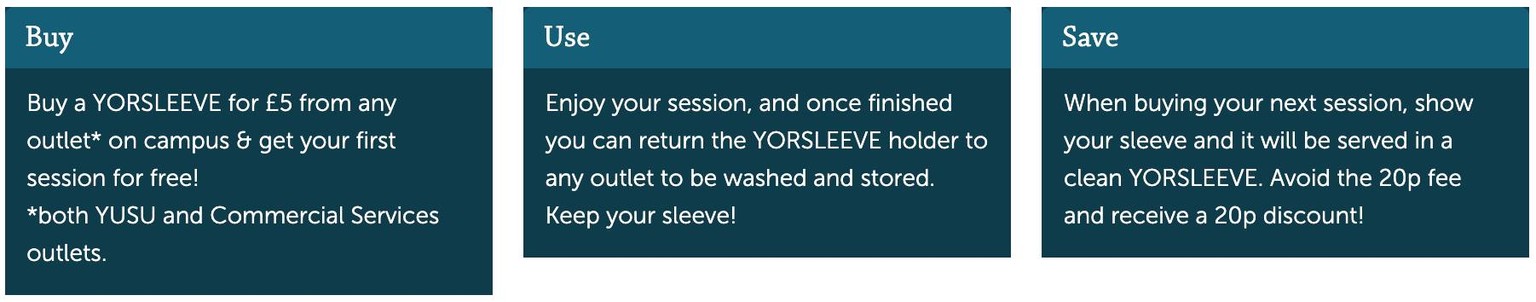 Buy
Buy a YORSLEEVE for £5 from any
outlet* on campus & get your first
session for free!
*both YUSU and Commercial Services
outlets.
Use
Enjoy your session, and once finished
you can return the YORSLEEVE holder to
any outlet to be washed and stored.
Keep your sleeve!
Save
When buying your next session, show
your sleeve and it will be served in a
clean YORSLEEVE. Avoid the 20p fee
and receive a 20p discount!